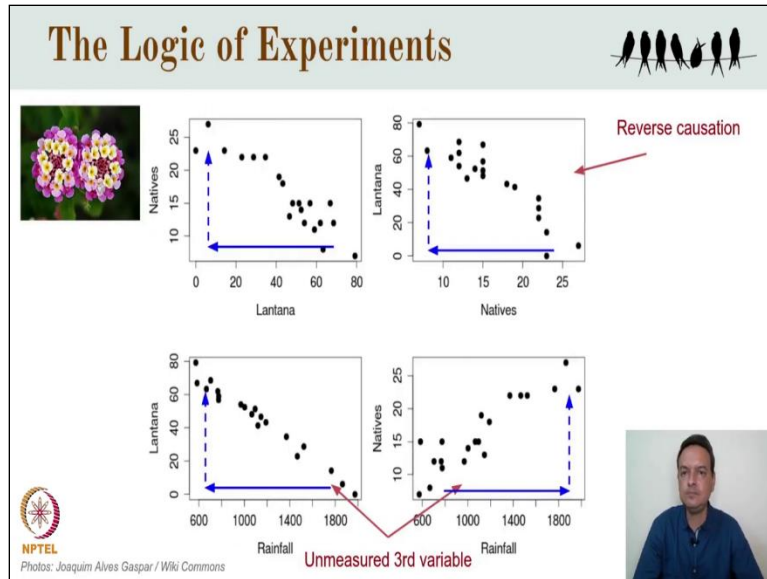 The Logic of Experiments
Natives
10 15 20 25
0 20 40 60 80
Lantana
Lantana
0 20 40 60 80
10 15 20 25
Natives
Reverse causation
Lantana
0 20 40 60 80
600 1000 1400 1800
Rainfall
Natives
10 15 20 25
600 1000 1400 1800
Rainfall
Unmeasured 3rd variable
NPTEL
Photos: Joaquim Alves Gaspar / Wiki Commons